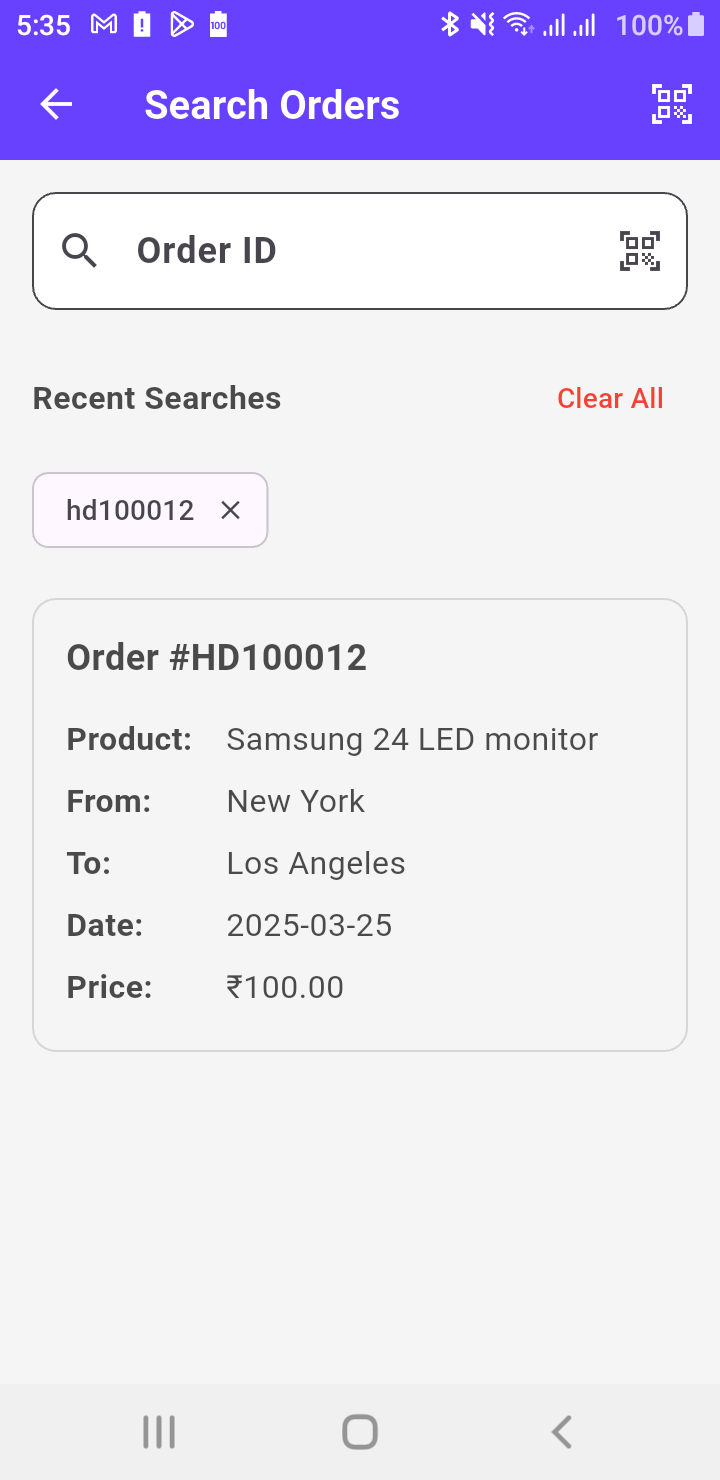 5:35
100
100%
Search Orders
Order ID
Recent Searches
Clear All
hd100012
Order #HD100012
Product: Samsung 24 LED monitor
From: New York
To: Los Angeles
Date: 2025-03-25
Price: ₹100.00